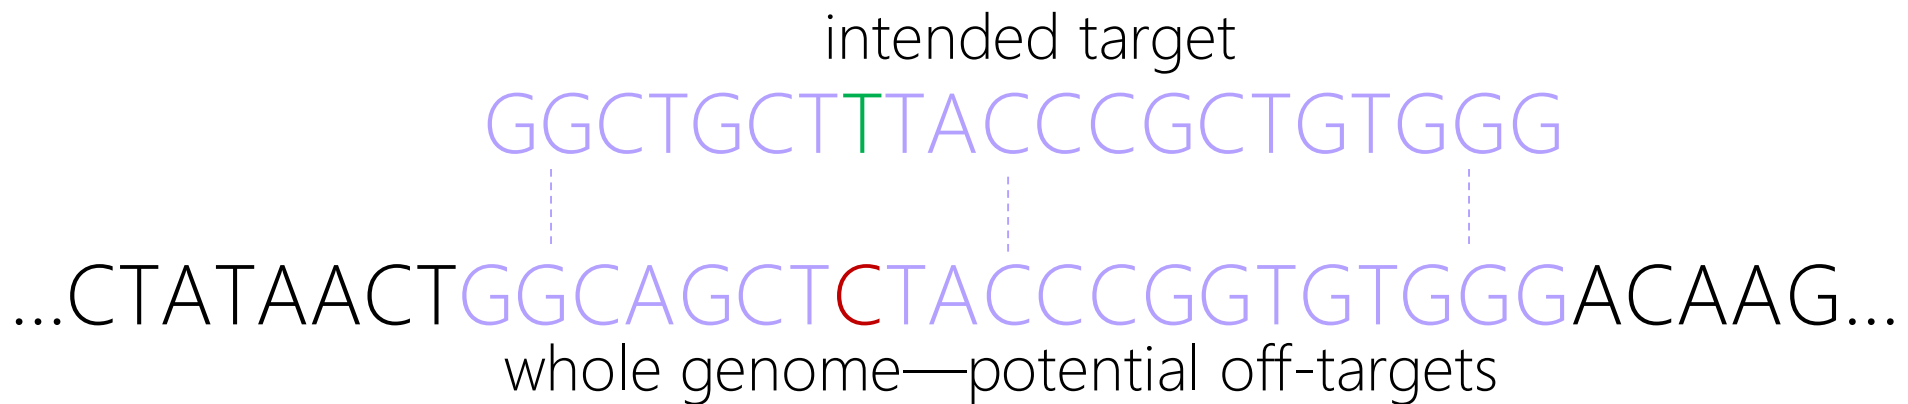 intended target
GGCTGCTTTACCCGCTGTGGG
…CTATAACTGGCAGCTCTACCCGGTGTGGGACAAG…
whole genome—potential off-targets